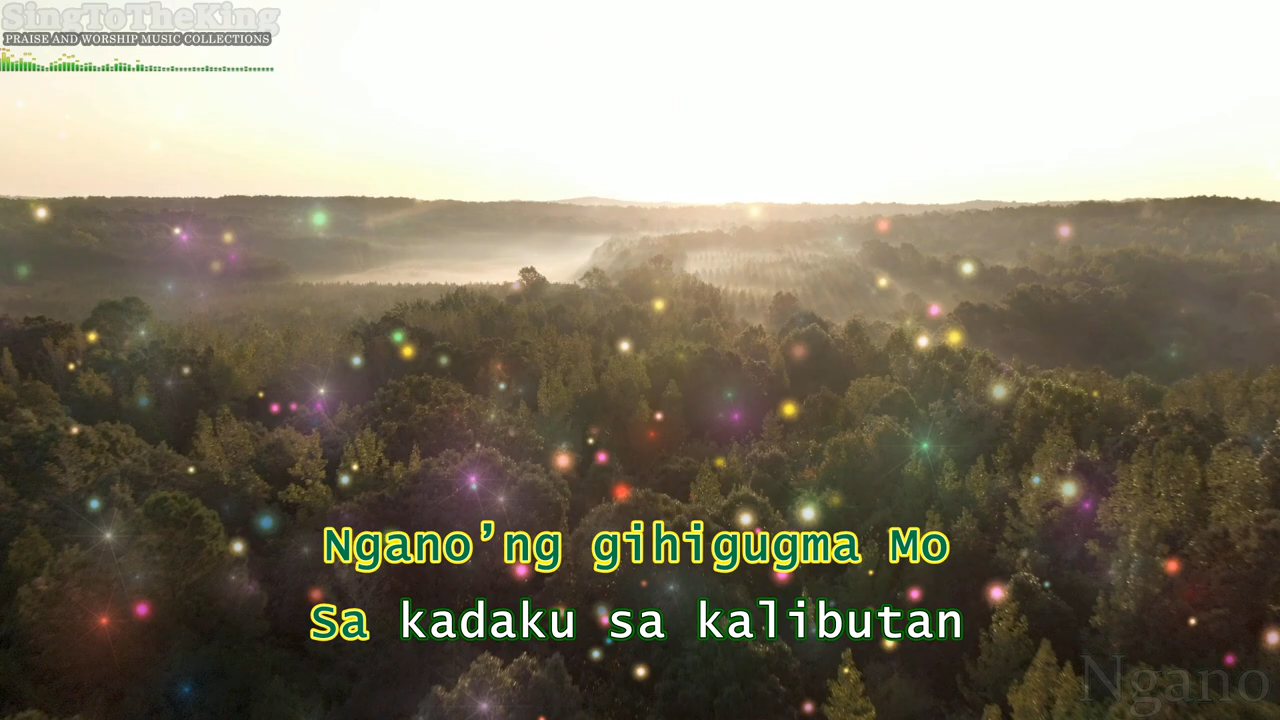 SingToTheKing
PRAISE AND WORSHIP MUSIC COLLECTIONS
Ngano’ng gihigugma Mo
Sa kadaku sa kalibutan
Ngano